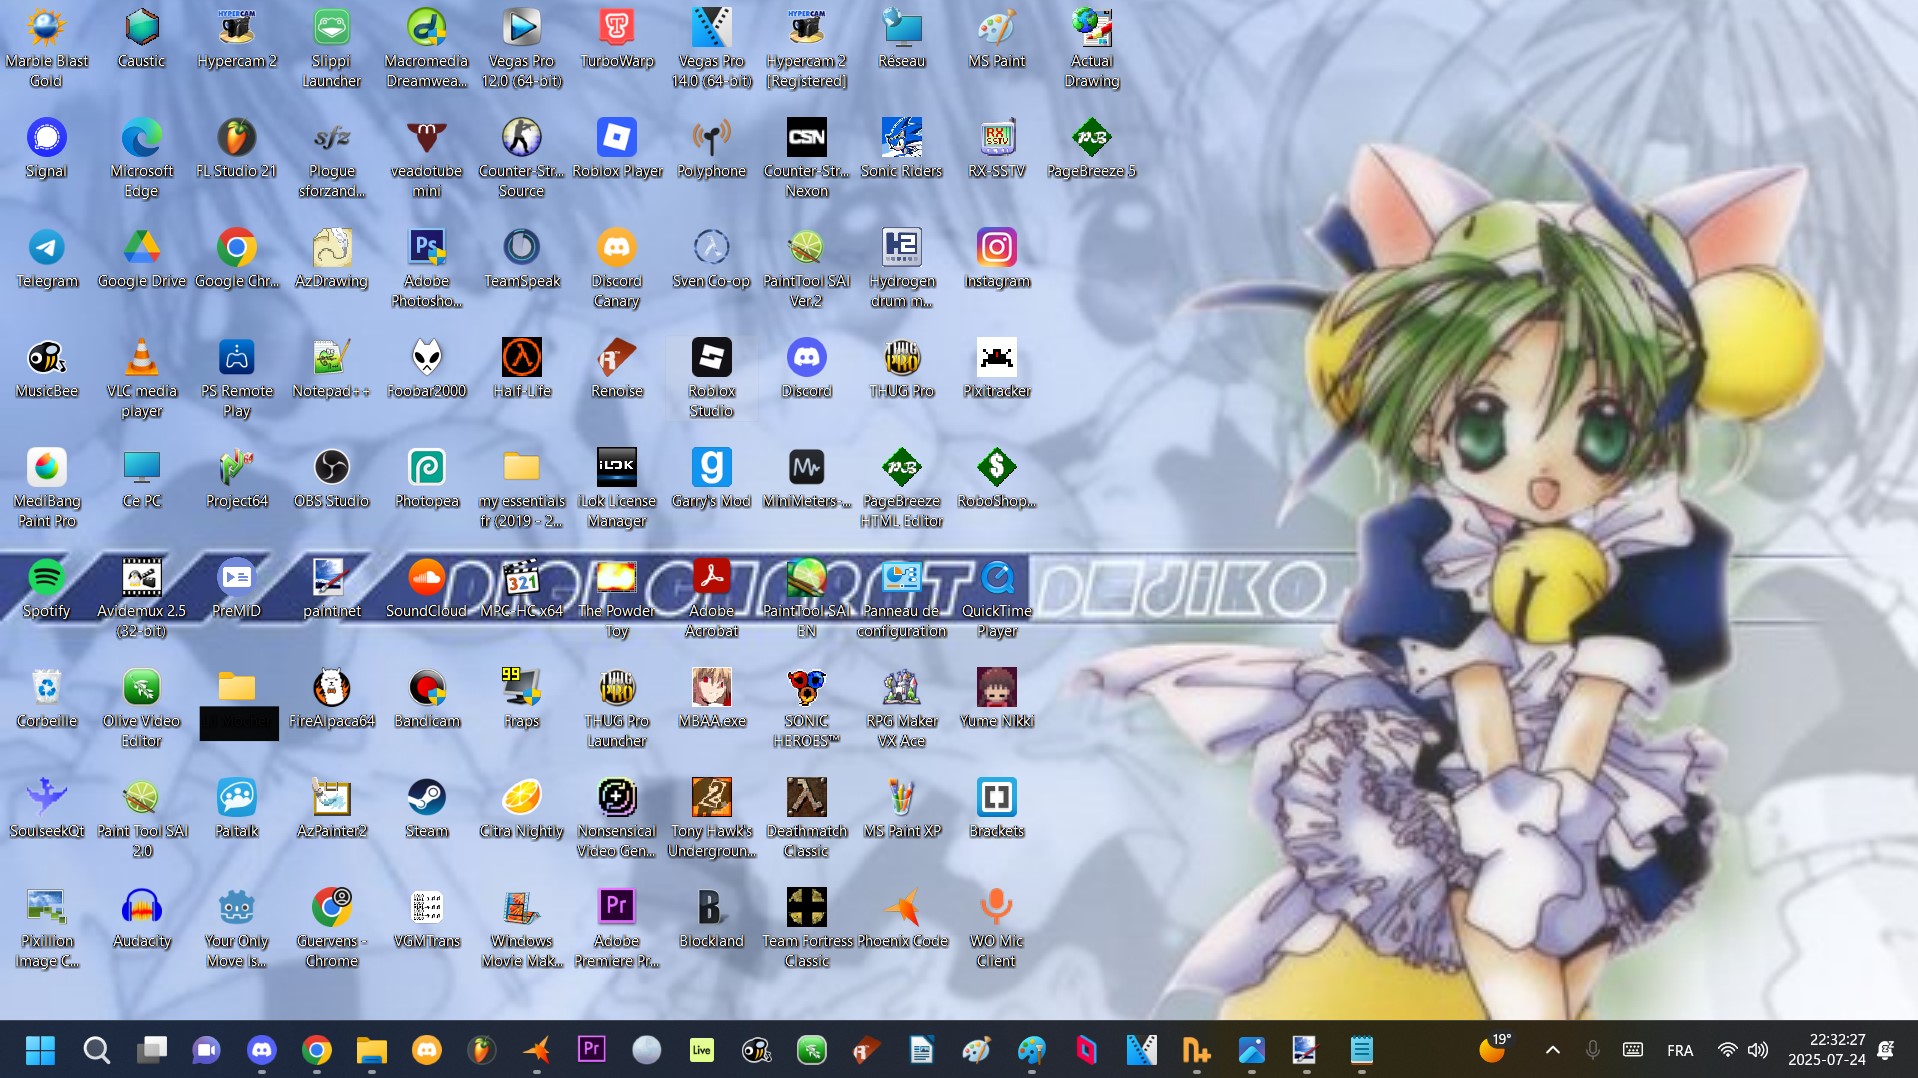 Marble Blast Gold
Caustic
Hypercam 2
Slippi Launcher
Macromedia Dreamwea...
Vegas Pro 12.0 (64-bit)
TurboWarp
Vegas Pro 14.0 (64-bit)
Hypercam 2 [Registered]
Réseau
MS Paint
Actual Drawing
Signal
Microsoft Edge
FL Studio 21
Plogue sforzand...
veadotube mini
Counter-Str... Source
Roblox Player
Polyphone
Counter-Str... Nexon
Sonic Riders
RX-SSTV
PageBreeze 5
Telegram
Google Drive
Google Chr...
AzDrawing
Adobe Photosho...
TeamSpeak
Discord Canary
Sven Co-op
PaintTool SAI Ver.2
Hydrogen drum m...
Instagram
MusicBee
VLC media player
PS Remote Play
Notepad++
Foobar2000
Half-Life
Renoise
Roblox Studio
Discord
THUG Pro
Pixitracker
MediBang Paint Pro
Ce PC
Project64
OBS Studio
Photopea
my essentials fr (2019 - 2...
iLok License Manager
Garry's Mod
MiniMeters-...
PageBreeze HTML Editor
RoboShop...
DI GI CHARAT DEJIKO
Spotify
Avidemux 2.5 (32-bit)
PreMiD
paint.net
SoundCloud
MPC-HC x64
The Powder Toy
Adobe Acrobat
PaintTool SAI EN
Panneau de configuration
QuickTime Player
Corbeille
Olive Video Editor
FireAlpaca64
Bandicam
Fraps
THUG Pro Launcher
MBAA.exe
SONIC HEROES™
RPG Maker VX Ace
Yume Nikki
SoulseekQt
Paint Tool SAI 2.0
Paltalk
AzPainter2
Steam
Citra Nightly
Nonsensical Video Gen...
Tony Hawk's Undergroun...
Deathmatch Classic
MS Paint XP
Brackets
Pixillion Image C...
Audacity
Your Only Move Is...
Guervens - Chrome
VGMTrans
Windows Movie Mak...
Adobe Premiere Pr...
Blockland
Team Fortress Classic
Phoenix Code
WO Mic Client
Pr
Live
19°
FRA
22:32:27
2025-07-24